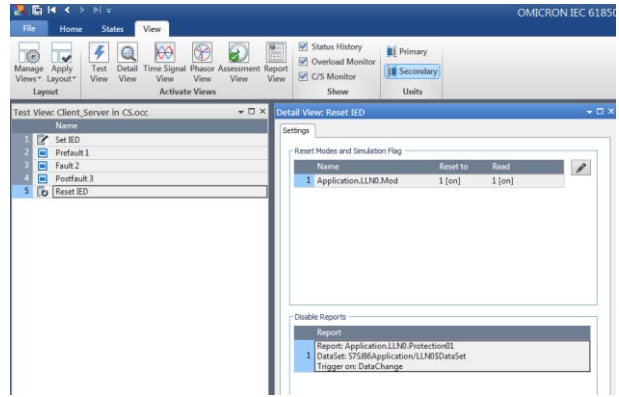 OMICRON IEC 6185
File Home States View
Manage Views Apply Layout Test View Detail View Time Signal View Phasor View Assessment View Report View
Status History
Overload Monitor
C/S Monitor
Primary
Secondary
Layout Activate Views Show Units
Test View: Client_Server in CS.occ
Name
1 Set IED
2 Prefault 1
3 Fault 2
4 Postfault 3
5 Reset IED
Detail View: Reset IED
Settings
Reset Modes and Simulation Flag
Name Reset to Read
1 Application.LLN0.Mod 1 [on] 1 [on]
Disable Reports
Report
Report: Application.LLN0.Protection01
1 DataSet: S7SJ86Application/LLN0$DataSet
Trigger on: DataChange